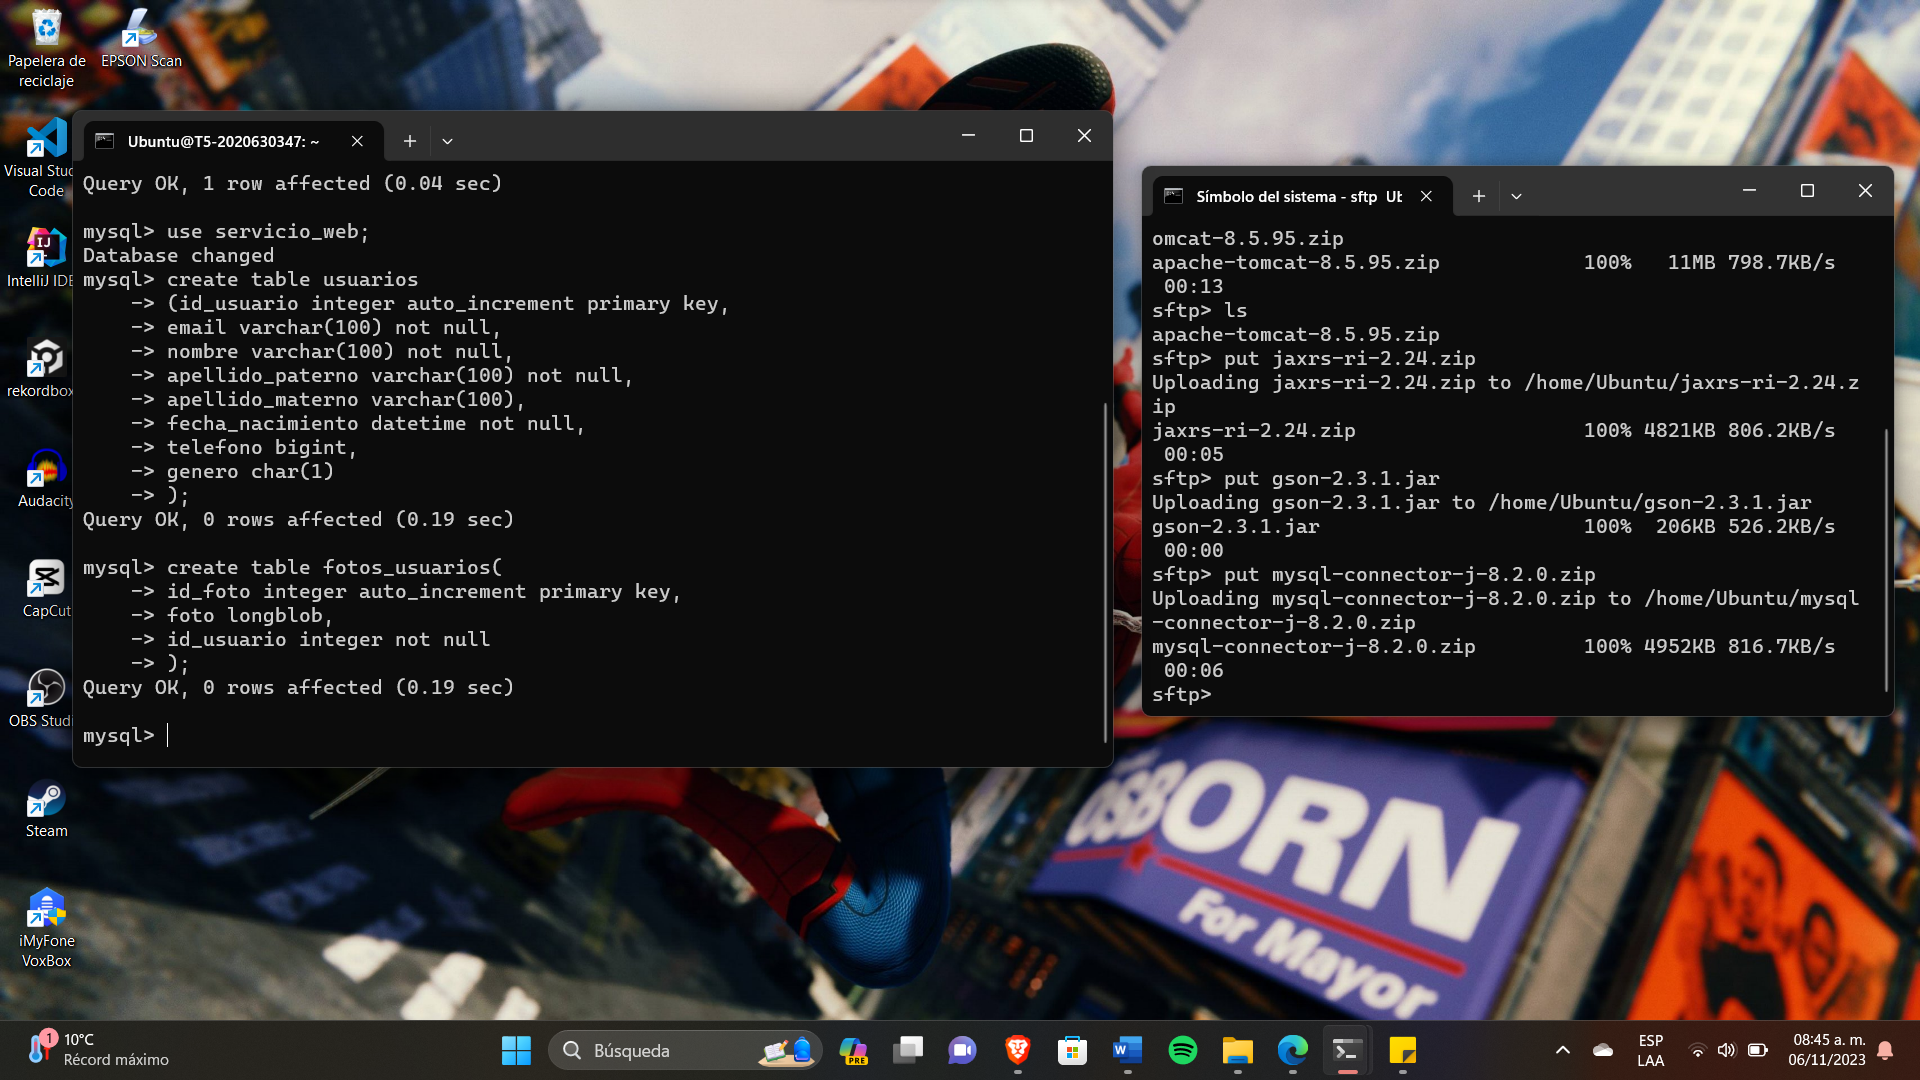 Papelera de
reciclaje
EPSON Scan
Visual Stud
Code
IntelliJ IDE
rekordbox
Audacity
CapCut
OBS Studi
Steam
iMyFone
VoxBox
Ubuntu@T5-2020630347: ~
Query OK, 1 row affected (0.04 sec)
mysql> use servicio_web;
Database changed
mysql> create table usuarios
    -> (id_usuario integer auto_increment primary key,
    -> email varchar(100) not null,
    -> nombre varchar(100) not null,
    -> apellido_paterno varchar(100) not null,
    -> apellido_materno varchar(100),
    -> fecha_nacimiento datetime not null,
    -> telefono bigint,
    -> genero char(1)
    -> );
Query OK, 0 rows affected (0.19 sec)
mysql> create table fotos_usuarios(
    -> id_foto integer auto_increment primary key,
    -> foto longblob,
    -> id_usuario integer not null
    -> );
Query OK, 0 rows affected (0.19 sec)
mysql>
Símbolo del sistema - sftp Ub
omcat-8.5.95.zip
apache-tomcat-8.5.95.zip 100% 11MB 798.7KB/s
00:13
sftp> ls
apache-tomcat-8.5.95.zip
sftp> put jaxrs-ri-2.24.zip
Uploading jaxrs-ri-2.24.zip to /home/Ubuntu/jaxrs-ri-2.24.z
ip
jaxrs-ri-2.24.zip 100% 4821KB 806.2KB/s
00:05
sftp> put gson-2.3.1.jar
Uploading gson-2.3.1.jar to /home/Ubuntu/gson-2.3.1.jar
gson-2.3.1.jar 100% 206KB 526.2KB/s
00:00
sftp> put mysql-connector-j-8.2.0.zip
Uploading mysql-connector-j-8.2.0.zip to /home/Ubuntu/mysql
-connector-j-8.2.0.zip
mysql-connector-j-8.2.0.zip 100% 4952KB 816.7KB/s
00:06
sftp>
OSBORN
For Mayor
1
10°C
Récord máximo
Búsqueda
PRE
ESP
LAA
08:45 a. m.
06/11/2023